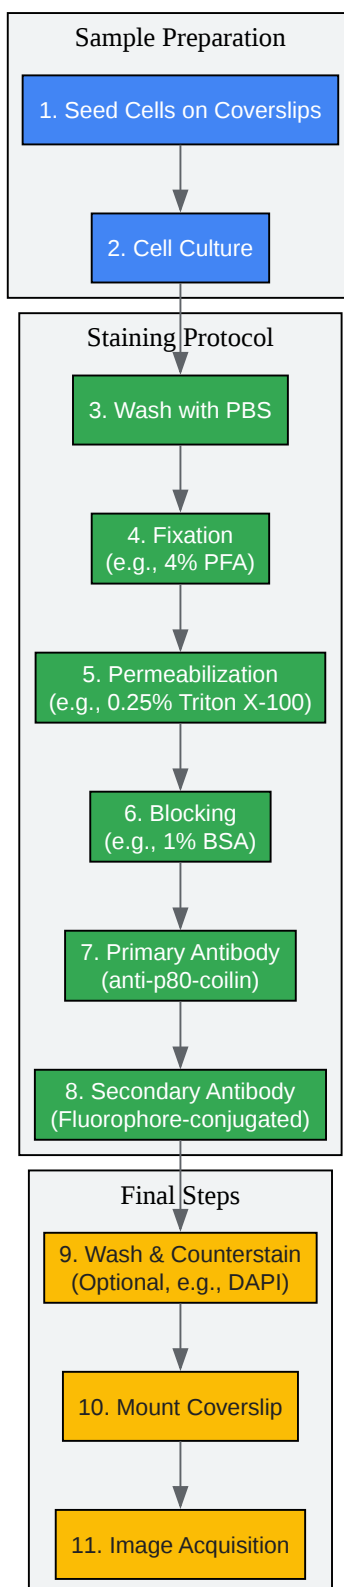 Sample Preparation
1. Seed Cells on Coverslips
2. Cell Culture
Staining Protocol
3. Wash with PBS
4. Fixation
(e.g., 4% PFA)
5. Permeabilization
(e.g., 0.25% Triton X-100)
6. Blocking
(e.g., 1% BSA)
7. Primary Antibody
(anti-p80-coilin)
8. Secondary Antibody
(Fluorophore-conjugated)
Final Steps
9. Wash & Counterstain
(Optional, e.g., DAPI)
10. Mount Coverslip
11. Image Acquisition